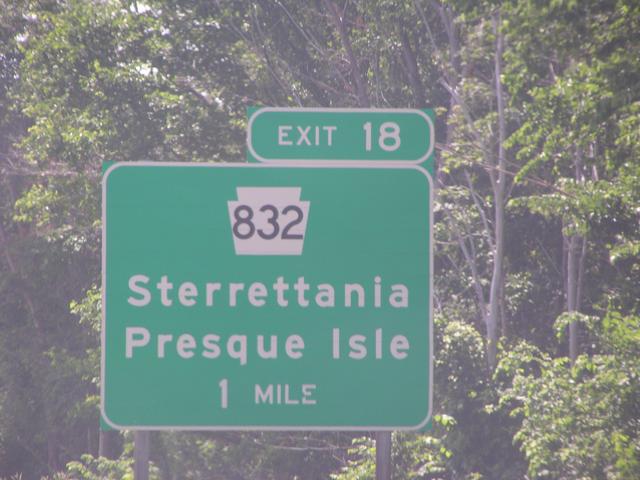 EXIT 18
832
Sterrettania
Presque Isle
1 MILE